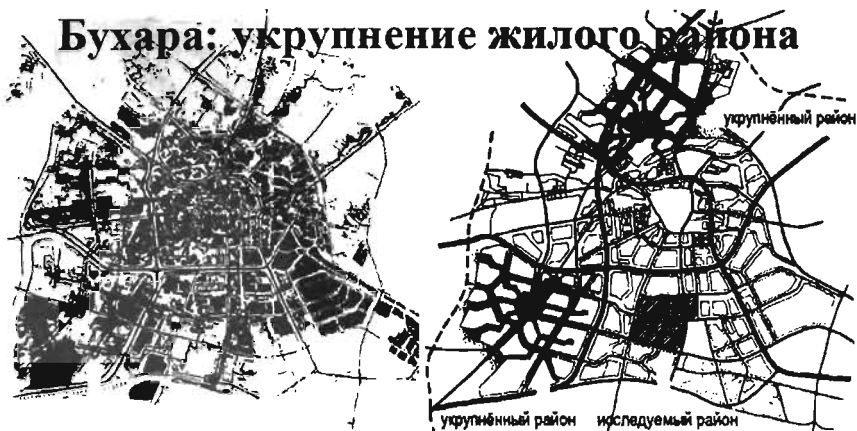 Бухара: укрупнение жилого района
укрупнённый район
укрупнённый район исследуемый район